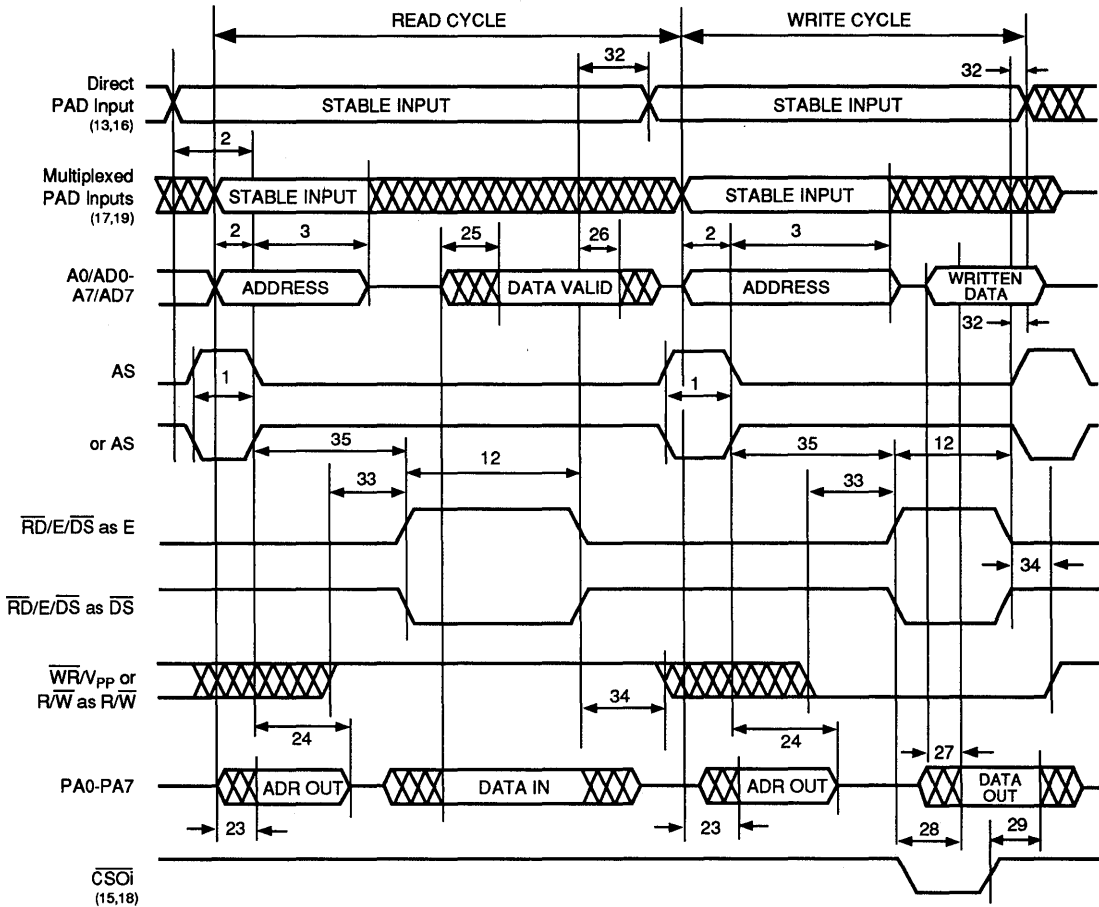 READ CYCLE WRITE CYCLE
32
Direct
PAD Input
(13,16)
STABLE INPUT STABLE INPUT
32
2
Multiplexed
PAD Inputs
(17,19)
STABLE INPUT STABLE INPUT
2 3 25 26 2 3
A0/AD0-
A7/AD7
ADDRESS DATA VALID ADDRESS WRITTEN
DATA
32
AS
1 1
or AS
35 12 35 12
33 33
RD/E/DS as E
34
RD/E/DS as DS
WR/VPP or
R/W as R/W
34
24 24
27
PA0-PA7
ADR OUT DATA IN ADR OUT DATA
OUT
23 23 28 29
CSOi
(15,18)